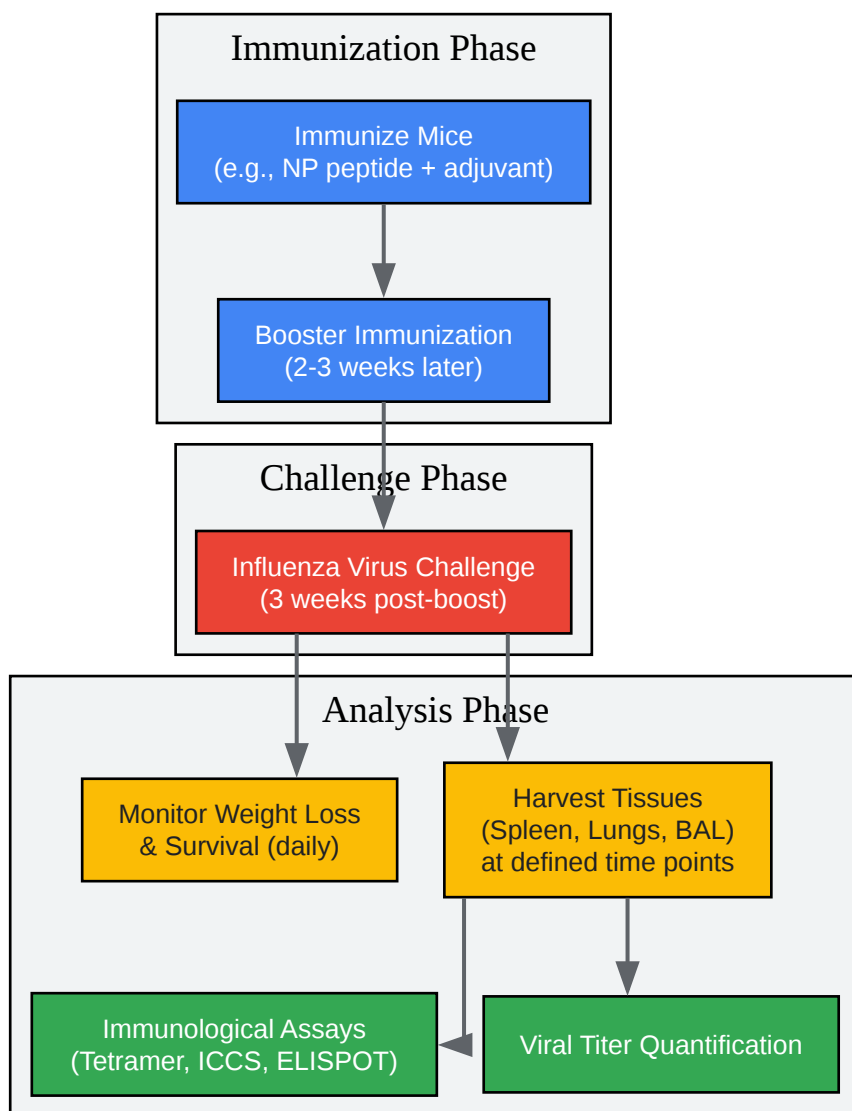 Immunization Phase
Immunize Mice
(e.g., NP peptide + adjuvant)
Booster Immunization
(2-3 weeks later)
Challenge Phase
Influenza Virus Challenge
(3 weeks post-boost)
Analysis Phase
Monitor Weight Loss
& Survival (daily)
Harvest Tissues
(Spleen, Lungs, BAL)
at defined time points
Immunological Assays
(Tetramer, ICCS, ELISPOT)
Viral Titer Quantification